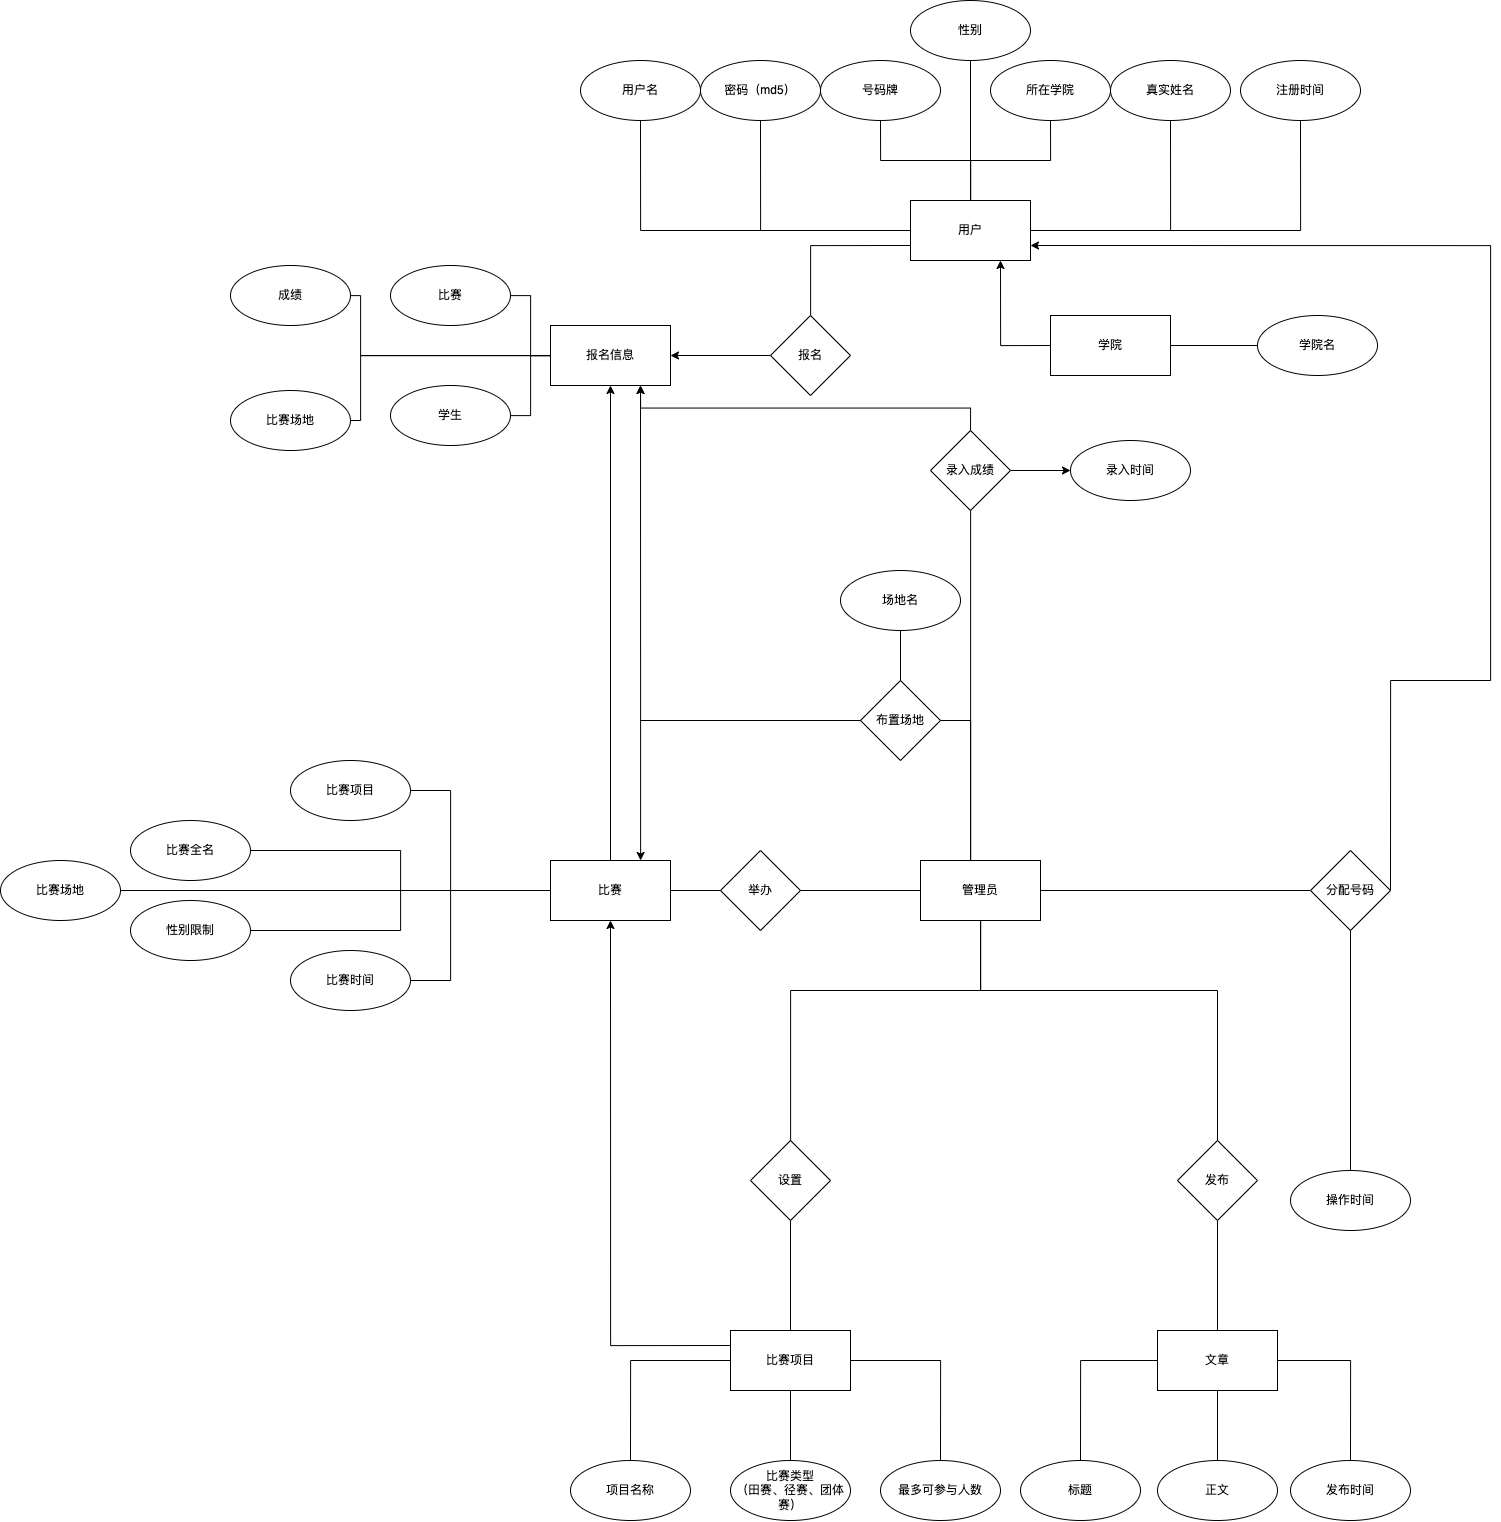 性别
用户名
密码（md5）
号码牌
所在学院
真实姓名
注册时间
用户
成绩
比赛
报名信息
报名
学院
学院名
比赛场地
学生
录入成绩
录入时间
场地名
布置场地
比赛项目
比赛全名
比赛场地
比赛
举办
管理员
分配号码
性别限制
比赛时间
设置
发布
操作时间
比赛项目
文章
项目名称
比赛类型
（田赛、径赛、团体
赛）
最多可参与人数
标题
正文
发布时间